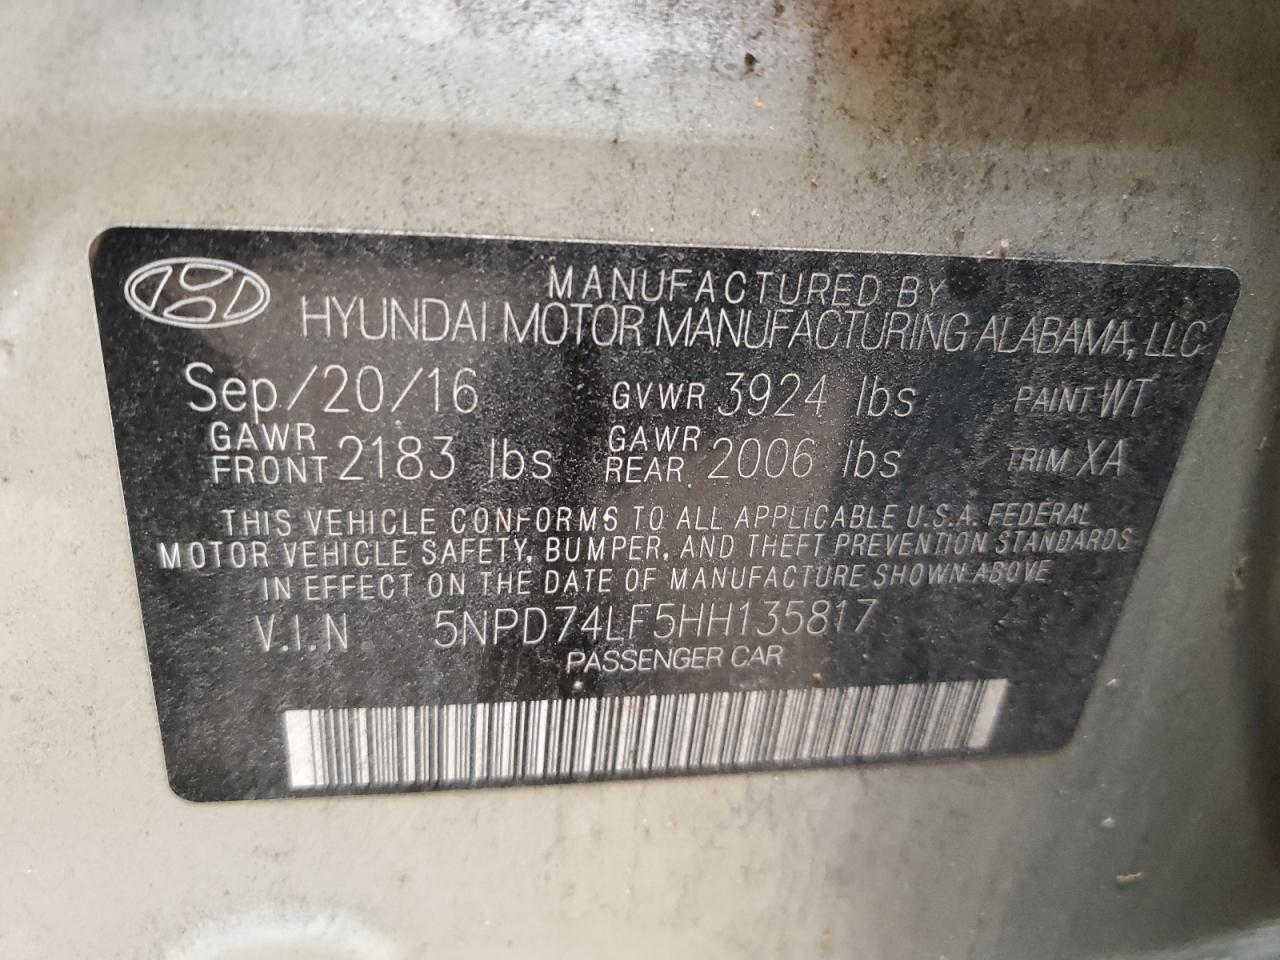 MANUFACTURED BY
HYUNDAI MOTOR MANUFACTURING ALABAMA, LLC
Sep/20/16 GVWR 3924 lbs PAINT WT
GAWR FRONT 2183 lbs GAWR REAR 2006 lbs TRIM XA
THIS VEHICLE CONFORMS TO ALL APPLICABLE U.S.A. FEDERAL
MOTOR VEHICLE SAFETY, BUMPER, AND THEFT PREVENTION STANDARDS
IN EFFECT ON THE DATE OF MANUFACTURE SHOWN ABOVE
V.I.N 5NPD74LF5HH135817
PASSENGER CAR